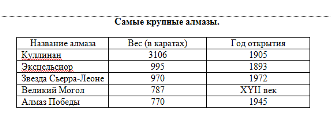 Самые крупные алмазы.
Название алмаза Вес (в каратах) Год открытия
Куллинан 3106 1905
Эксцельсиор 995 1893
Звезда Сьерра-Леоне 970 1972
Великий Могол 787 XYII век
Алмаз Победы 770 1945